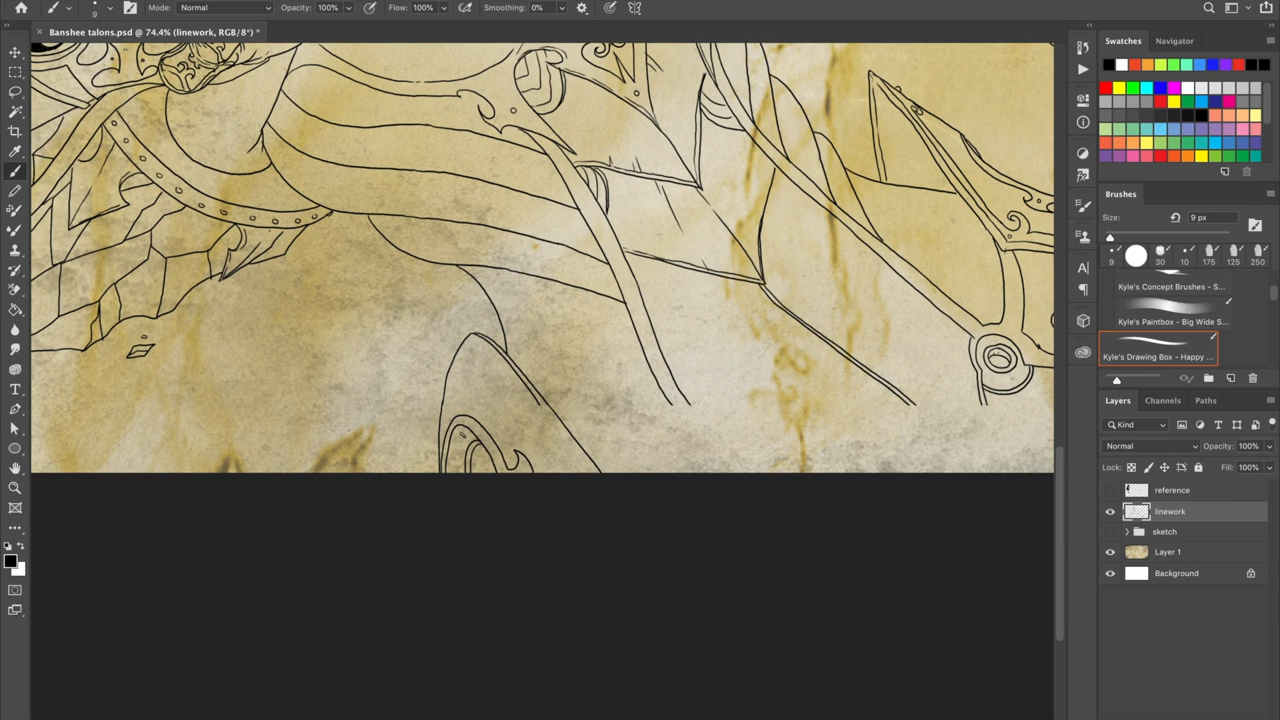 9 Mode: Normal Opacity: 100% Flow: 100% Smoothing: 0%
× Banshee talons.psd @ 74.4% (linework, RGB/8*) *
Swatches Navigator
Brushes
Size: 9 px
9 30 10 175 125 250
Kyle's Concept Brushes - S...
Kyle's Paintbox - Big Wide S...
Kyle's Drawing Box - Happy ...
Layers Channels Paths
Kind
Normal Opacity: 100%
Lock: Fill: 100%
reference
linework
sketch
Layer 1
Background